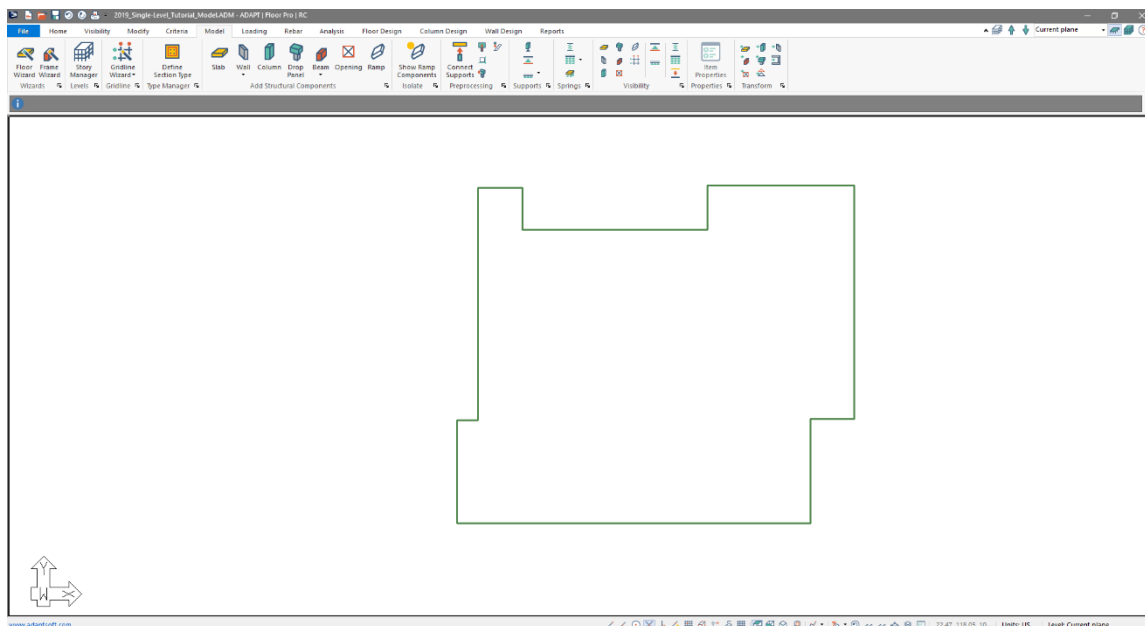 2019_Single-Level_Tutorial_Model.ADM - ADAPT | Floor Pro | RC
File Home Visibility Modify Criteria Model Loading Rebar Analysis Floor Design Column Design Wall Design Reports Current plane
Floor Wizard Frame Wizard Story Manager Gridline Wizard Define Section Type Slab Wall Column Drop Panel Beam Opening Ramp Show Ramp Components Connect Supports Item Properties
Wizards Levels Gridline Type Manager Add Structural Components Isolate Preprocessing Supports Springs Visibility Properties Transform
Y
W X
www.adaptsoft.com Units: US Level: Current plane